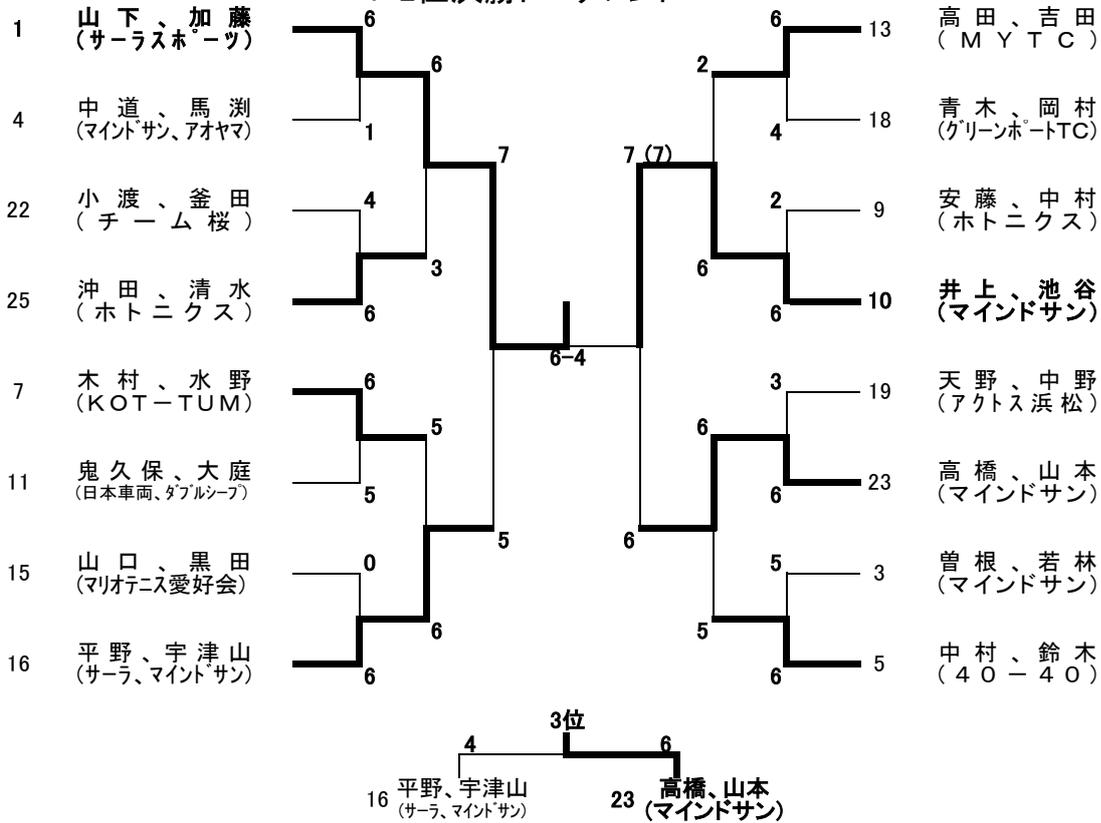 6 6
1 山下、加藤 13 高田、吉田
(サーラスポーツ) (MYTC)
6 2
4 中道、馬渕 18 青木、岡村
(マインドサン、アオヤマ) 1 4 (グリーンポートTC)
7 7 (7)
22 小渡、釜田 4 2 9 安藤、中村
(チーム桜) (ホトニクス)
3 6
25 沖田、清水 10 井上、池谷
(ホトニクス) 6 6 (マインドサン)
6-4
7 木村、水野 6 3 19 天野、中野
(KOT-TUM) (アクトス浜松)
5 6
11 鬼久保、大庭 23 高橋、山本
(日本車両、ダブルシープ) 5 6 (マインドサン)
5 6
15 山口、黒田 0 5 3 曽根、若林
(マリオテニス愛好会) (マインドサン)
6 5
16 平野、宇津山 5 中村、鈴木
(サーラ、マインドサン) 6 6 (40-40)
3位
4 6
16 平野、宇津山 23 高橋、山本
(サーラ、マインドサン) (マインドサン)